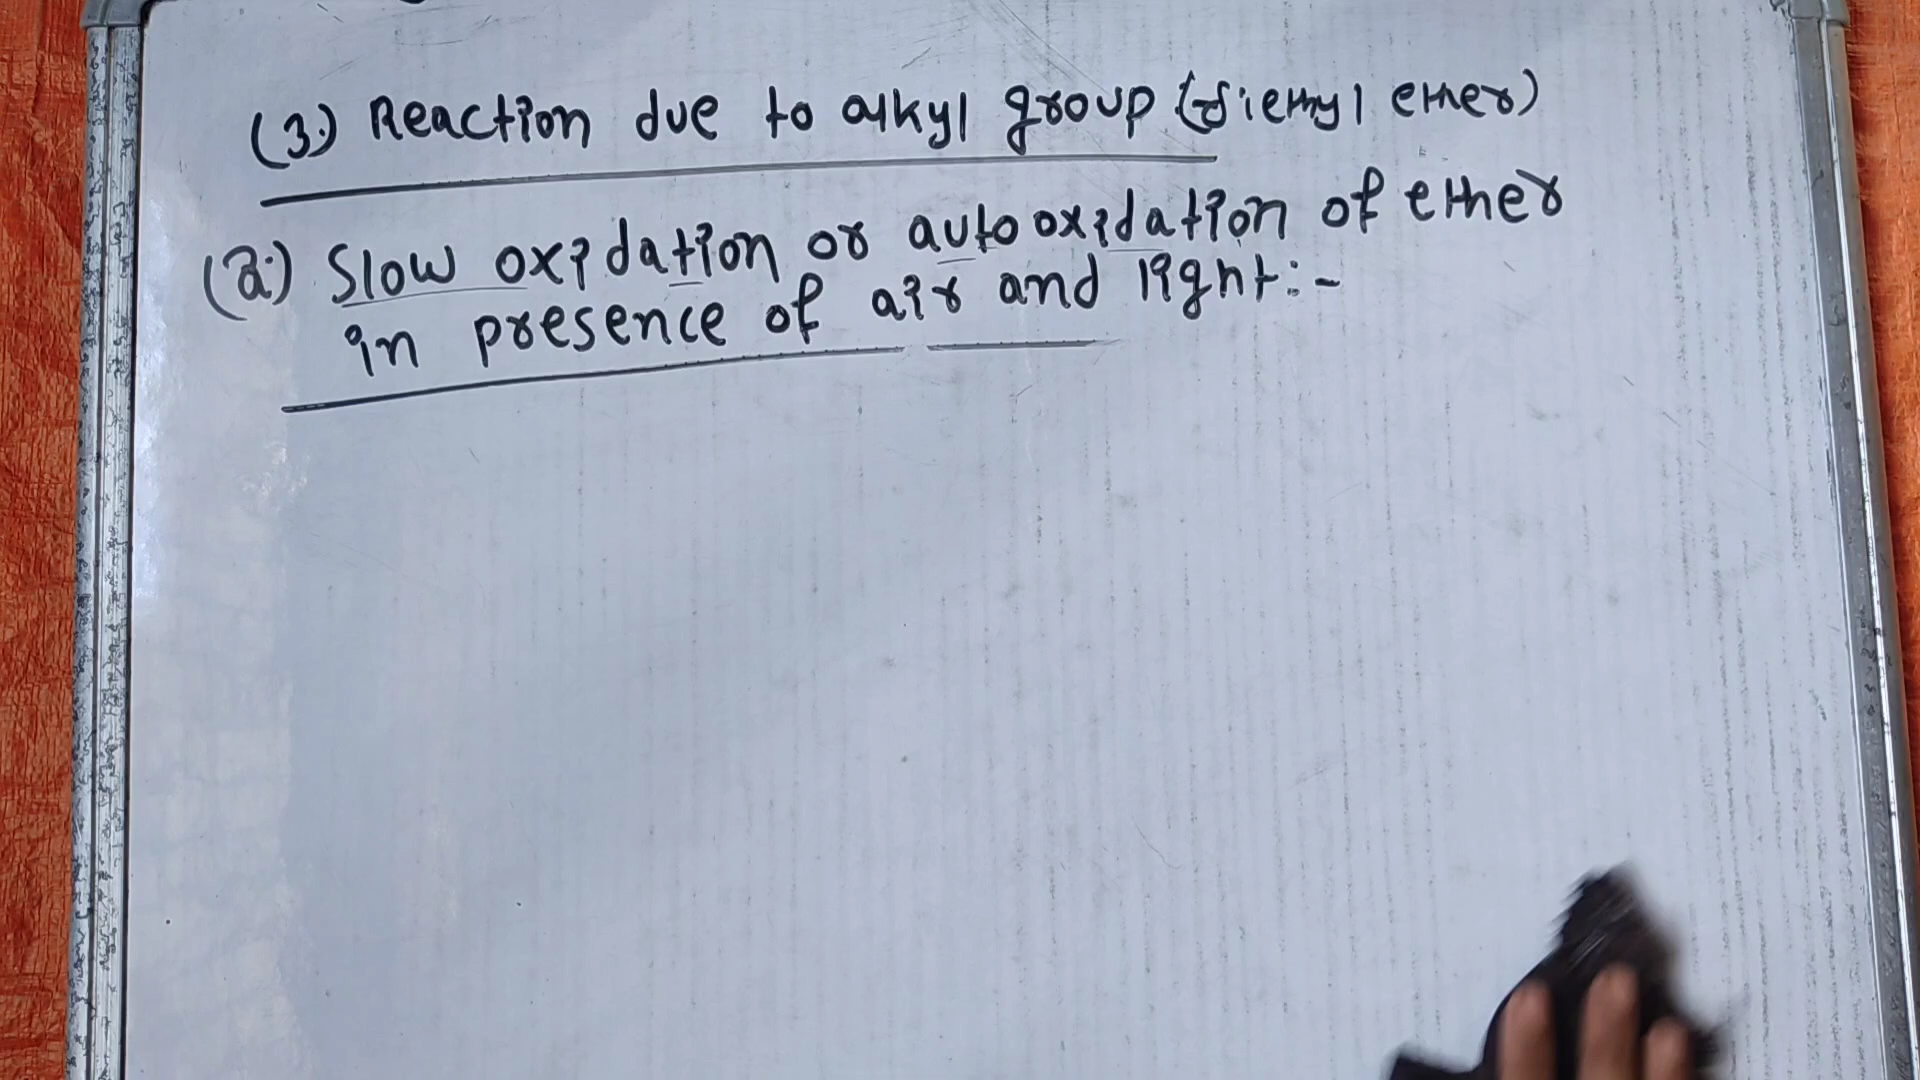 (3.) Reaction due to alkyl group (diethyl ether)
(a.) Slow oxidation or autooxidation of ether
in presence of air and light:-